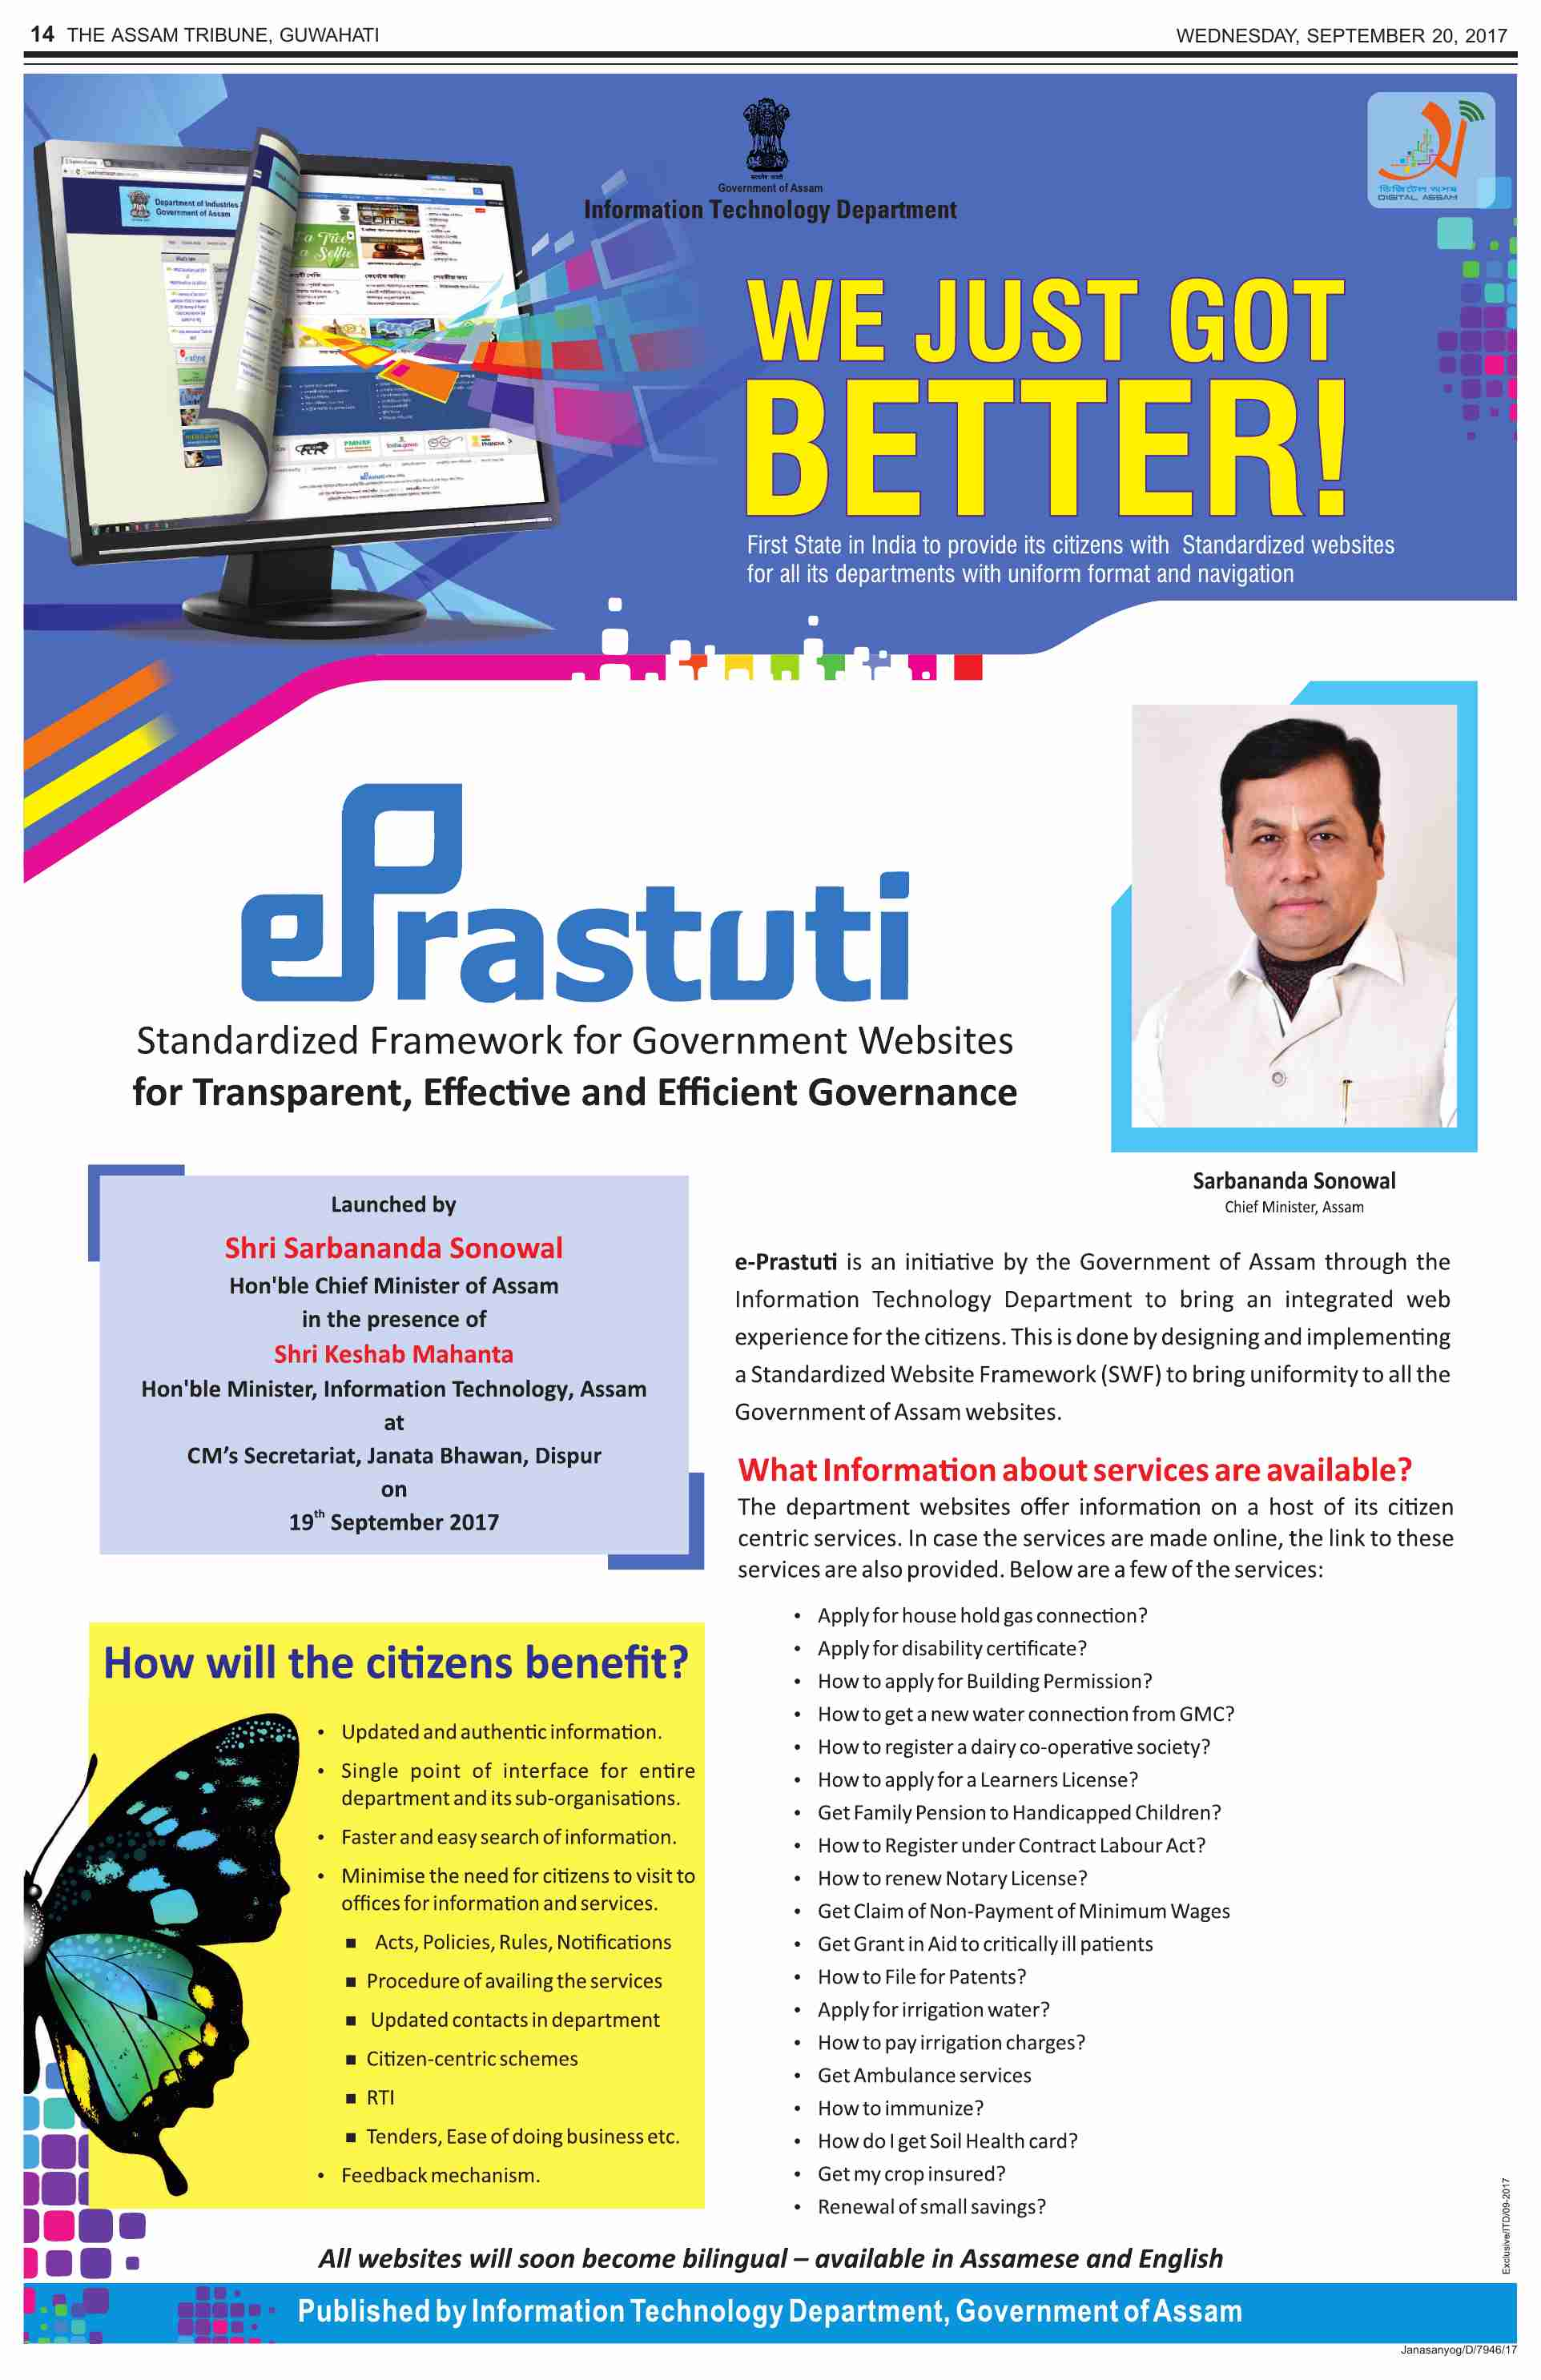 14 THE ASSAM TRIBUNE, GUWAHATI
WEDNESDAY, SEPTEMBER 20, 2017
Government of Assam
Information Technology Department
ডিজিটেল অসম
DIGITAL ASSAM
Department of Industries
Government of Assam
WE JUST GOT
BETTER!
First State in India to provide its citizens with Standardized websites
for all its departments with uniform format and navigation
ePrastuti
Standardized Framework for Government Websites
for Transparent, Effective and Efficient Governance
Sarbananda Sonowal
Chief Minister, Assam
Launched by
Shri Sarbananda Sonowal
Hon'ble Chief Minister of Assam
in the presence of
Shri Keshab Mahanta
Hon'ble Minister, Information Technology, Assam
at
CM’s Secretariat, Janata Bhawan, Dispur
on
19th September 2017
e-Prastuti is an initiative by the Government of Assam through the
Information Technology Department to bring an integrated web
experience for the citizens. This is done by designing and implementing
a Standardized Website Framework (SWF) to bring uniformity to all the
Government of Assam websites.
What Information about services are available?
The department websites offer information on a host of its citizen
centric services. In case the services are made online, the link to these
services are also provided. Below are a few of the services:
• Apply for house hold gas connection?
• Apply for disability certificate?
• How to apply for Building Permission?
• How to get a new water connection from GMC?
• How to register a dairy co-operative society?
• How to apply for a Learners License?
• Get Family Pension to Handicapped Children?
• How to Register under Contract Labour Act?
• How to renew Notary License?
• Get Claim of Non-Payment of Minimum Wages
• Get Grant in Aid to critically ill patients
• How to File for Patents?
• Apply for irrigation water?
• How to pay irrigation charges?
• Get Ambulance services
• How to immunize?
• How do I get Soil Health card?
• Get my crop insured?
• Renewal of small savings?
How will the citizens benefit?
• Updated and authentic information.
• Single point of interface for entire
department and its sub-organisations.
• Faster and easy search of information.
• Minimise the need for citizens to visit to
offices for information and services.
■ Acts, Policies, Rules, Notifications
■ Procedure of availing the services
■ Updated contacts in department
■ Citizen-centric schemes
■ RTI
■ Tenders, Ease of doing business etc.
• Feedback mechanism.
All websites will soon become bilingual – available in Assamese and English
Exclusive/ITD/09-2017
Published by Information Technology Department, Government of Assam
Janasanyog/D/7946/17